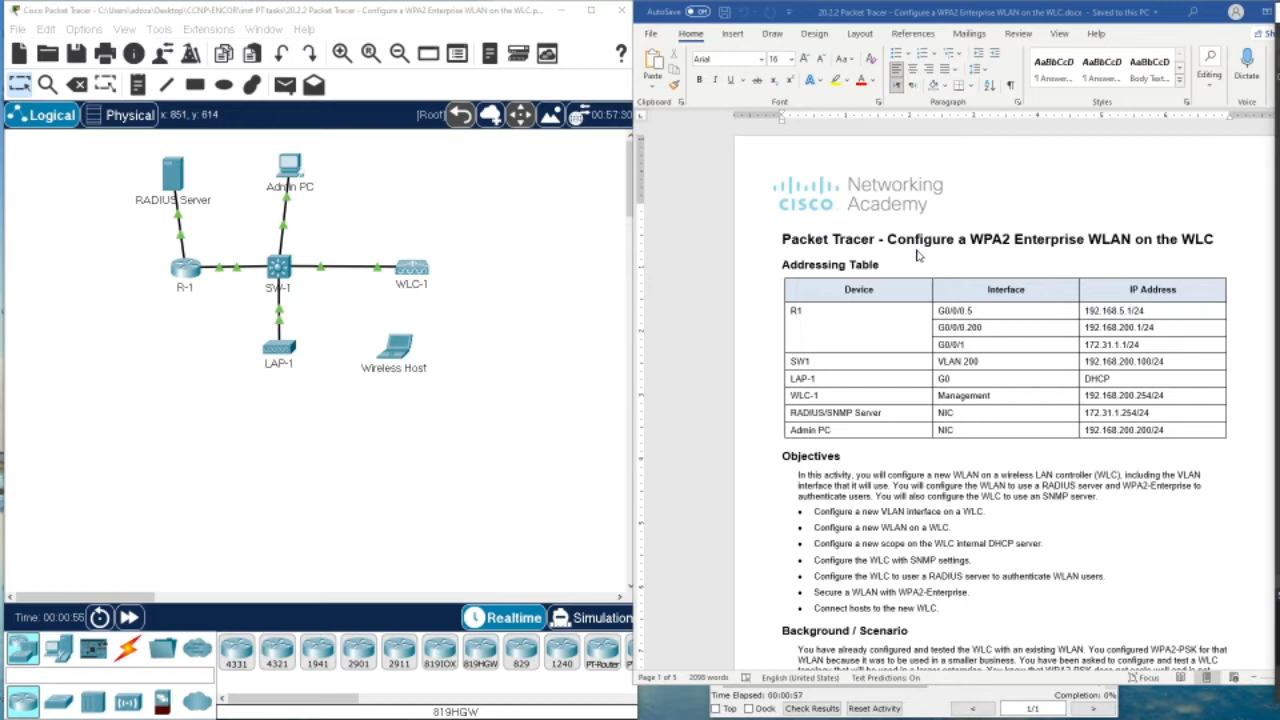 Cisco Packet Tracer - C:\Users\adoza\Desktop\CCNP\ENCOR\inst PT tasks\20.2.2 Packet Tracer - Configure a WPA2 Enterprise WLAN on the WLC.p...
File Edit Options View Tools Extensions Window Help
?
Logical Physical x: 851, y: 614 [Root] 00:57:30
RADIUS Server
Admin PC
R-1
SW-1
WLC-1
LAP-1
Wireless Host
Time: 00:00:55 Realtime Simulation
4331 4321 1941 2901 2911 819IOX 819HGW 829 1240 PT-Router
819HGW
AutoSave Off 20.2.2 Packet Tracer - Configure a WPA2 Enterprise WLAN on the WLC.docx - Saved to this PC
File Home Insert Draw Design Layout References Mailings Review View Help Sh
Paste Arial 16 AaBbCcD AaBbCcD AaBbCcD Editing Dictate
¶ Answer... ¶ Answer... Body Text...
Clipboard Font Paragraph Styles Voice
CISCO Networking Academy
Packet Tracer - Configure a WPA2 Enterprise WLAN on the WLC
Addressing Table
Device Interface IP Address
R1 G0/0/0.5 192.168.5.1/24
G0/0/0.200 192.168.200.1/24
G0/0/1 172.31.1.1/24
SW1 VLAN 200 192.168.200.100/24
LAP-1 G0 DHCP
WLC-1 Management 192.168.200.254/24
RADIUS/SNMP Server NIC 172.31.1.254/24
Admin PC NIC 192.168.200.200/24
Objectives
In this activity, you will configure a new WLAN on a wireless LAN controller (WLC), including the VLAN
interface that it will use. You will configure the WLAN to use a RADIUS server and WPA2-Enterprise to
authenticate users. You will also configure the WLC to use an SNMP server.
• Configure a new VLAN interface on a WLC.
• Configure a new WLAN on a WLC.
• Configure a new scope on the WLC internal DHCP server.
• Configure the WLC with SNMP settings.
• Configure the WLC to user a RADIUS server to authenticate WLAN users.
• Secure a WLAN with WPA2-Enterprise.
• Connect hosts to the new WLC.
Background / Scenario
You have already configured and tested the WLC with an existing WLAN. You configured WPA2-PSK for that
WLAN because it was to be used in a smaller business. You have been asked to configure and test a WLC
Page 1 of 5 2098 words English (United States) Text Predictions: On Focus
Time Elapsed: 00:00:57 Completion: 0%
Top Dock Check Results Reset Activity < 1/1 >